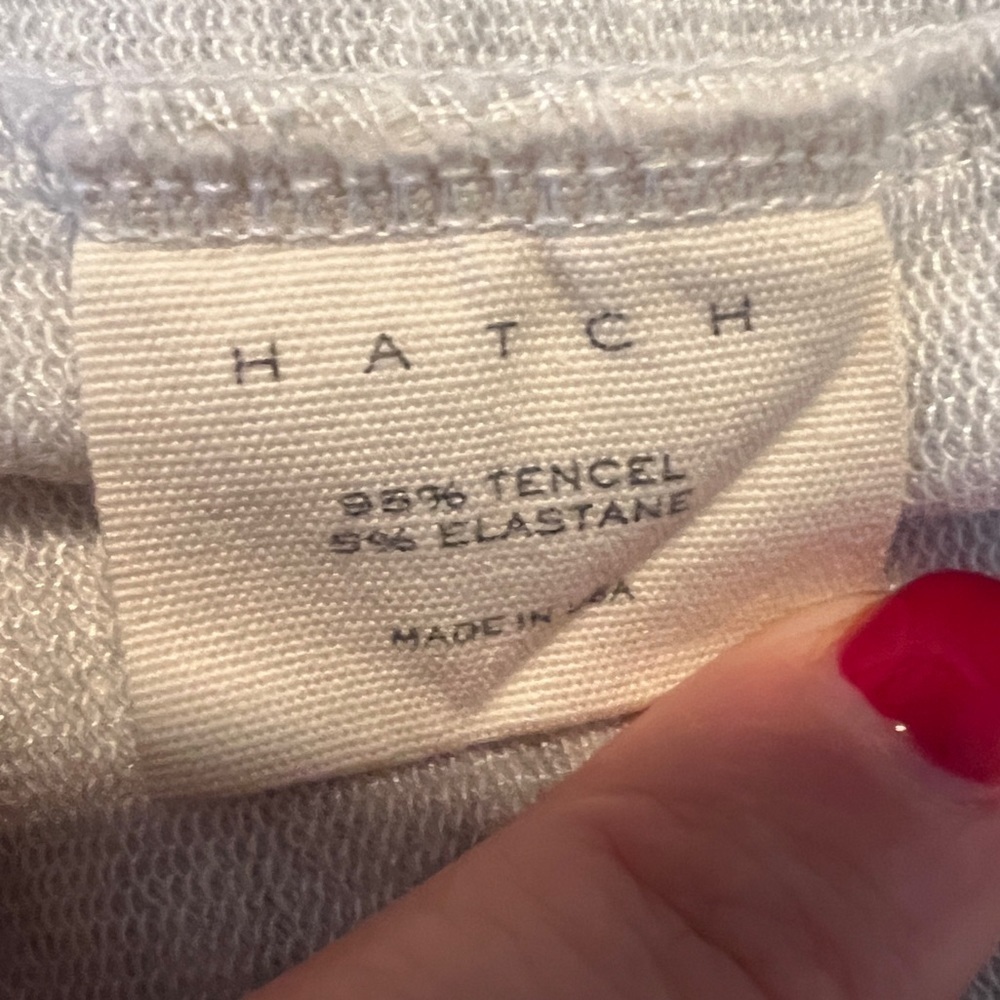 HATCH
95% TENCEL
5% ELASTANE
MADE IN USA